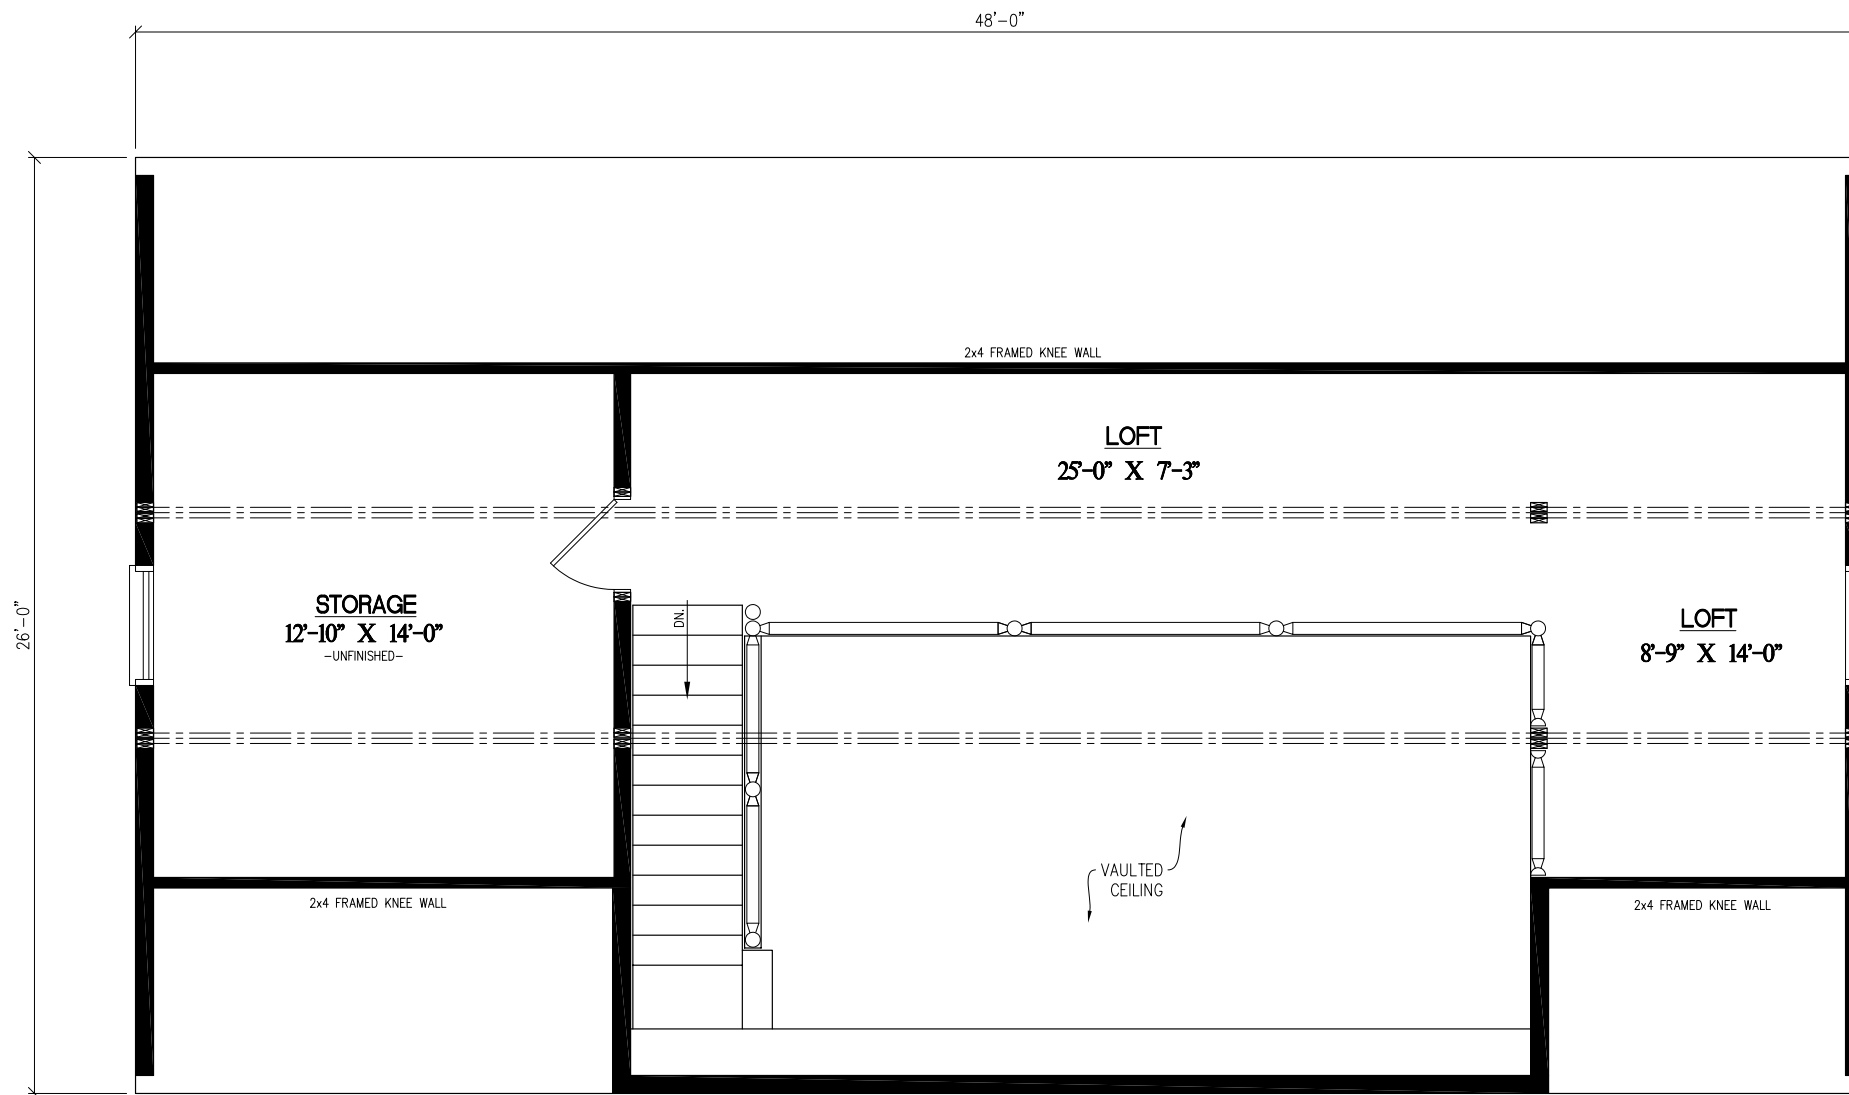 48'-0"
26'-0"
2x4 FRAMED KNEE WALL
LOFT
25'-0" X 7'-3"
STORAGE
12'-10" X 14'-0"
-UNFINISHED-
DN.
LOFT
8'-9" X 14'-0"
VAULTED
CEILING
2x4 FRAMED KNEE WALL
2x4 FRAMED KNEE WALL